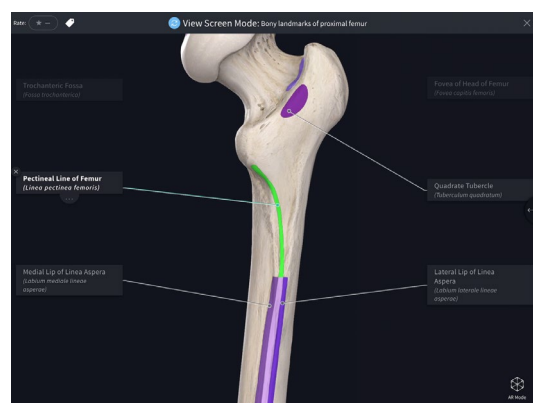 Rate: ★ —
View Screen Mode: Bony landmarks of proximal femur
Trochanteric Fossa
(Fossa trochanterica)
Fovea of Head of Femur
(Fovea capitis femoris)
Pectineal Line of Femur
(Linea pectinea femoris)
...
Quadrate Tubercle
(Tuberculum quadratum)
Medial Lip of Linea Aspera
(Labium mediale lineae
asperae)
Lateral Lip of Linea
Aspera
(Labium laterale lineae
asperae)
AR Mode